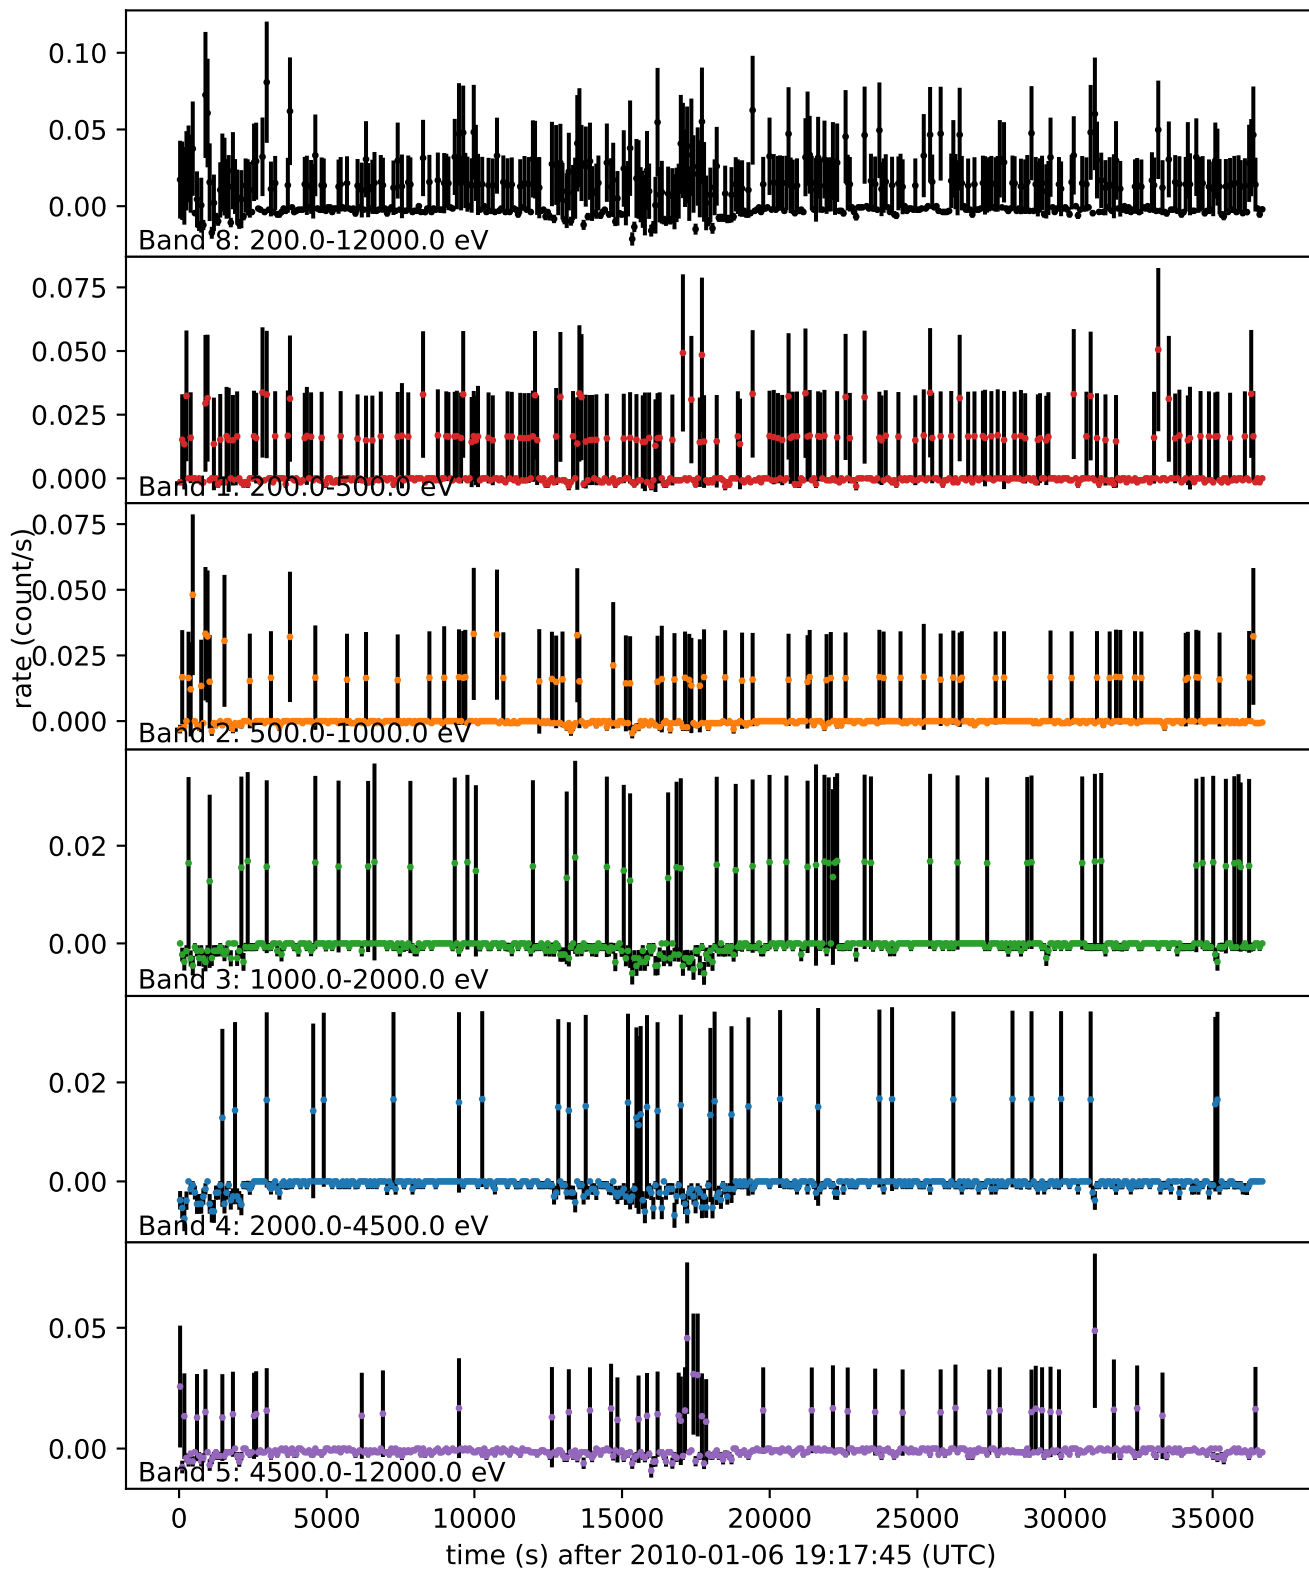 0.10
0.05
0.00
Band 8: 200.0-12000.0 eV
0.075
0.050
0.025
0.000
Band 1: 200.0-500.0 eV
rate (count/s)
0.075
0.050
0.025
0.000
Band 2: 500.0-1000.0 eV
0.02
0.00
Band 3: 1000.0-2000.0 eV
0.02
0.00
Band 4: 2000.0-4500.0 eV
0.05
0.00
Band 5: 4500.0-12000.0 eV
0 5000 10000 15000 20000 25000 30000 35000
time (s) after 2010-01-06 19:17:45 (UTC)